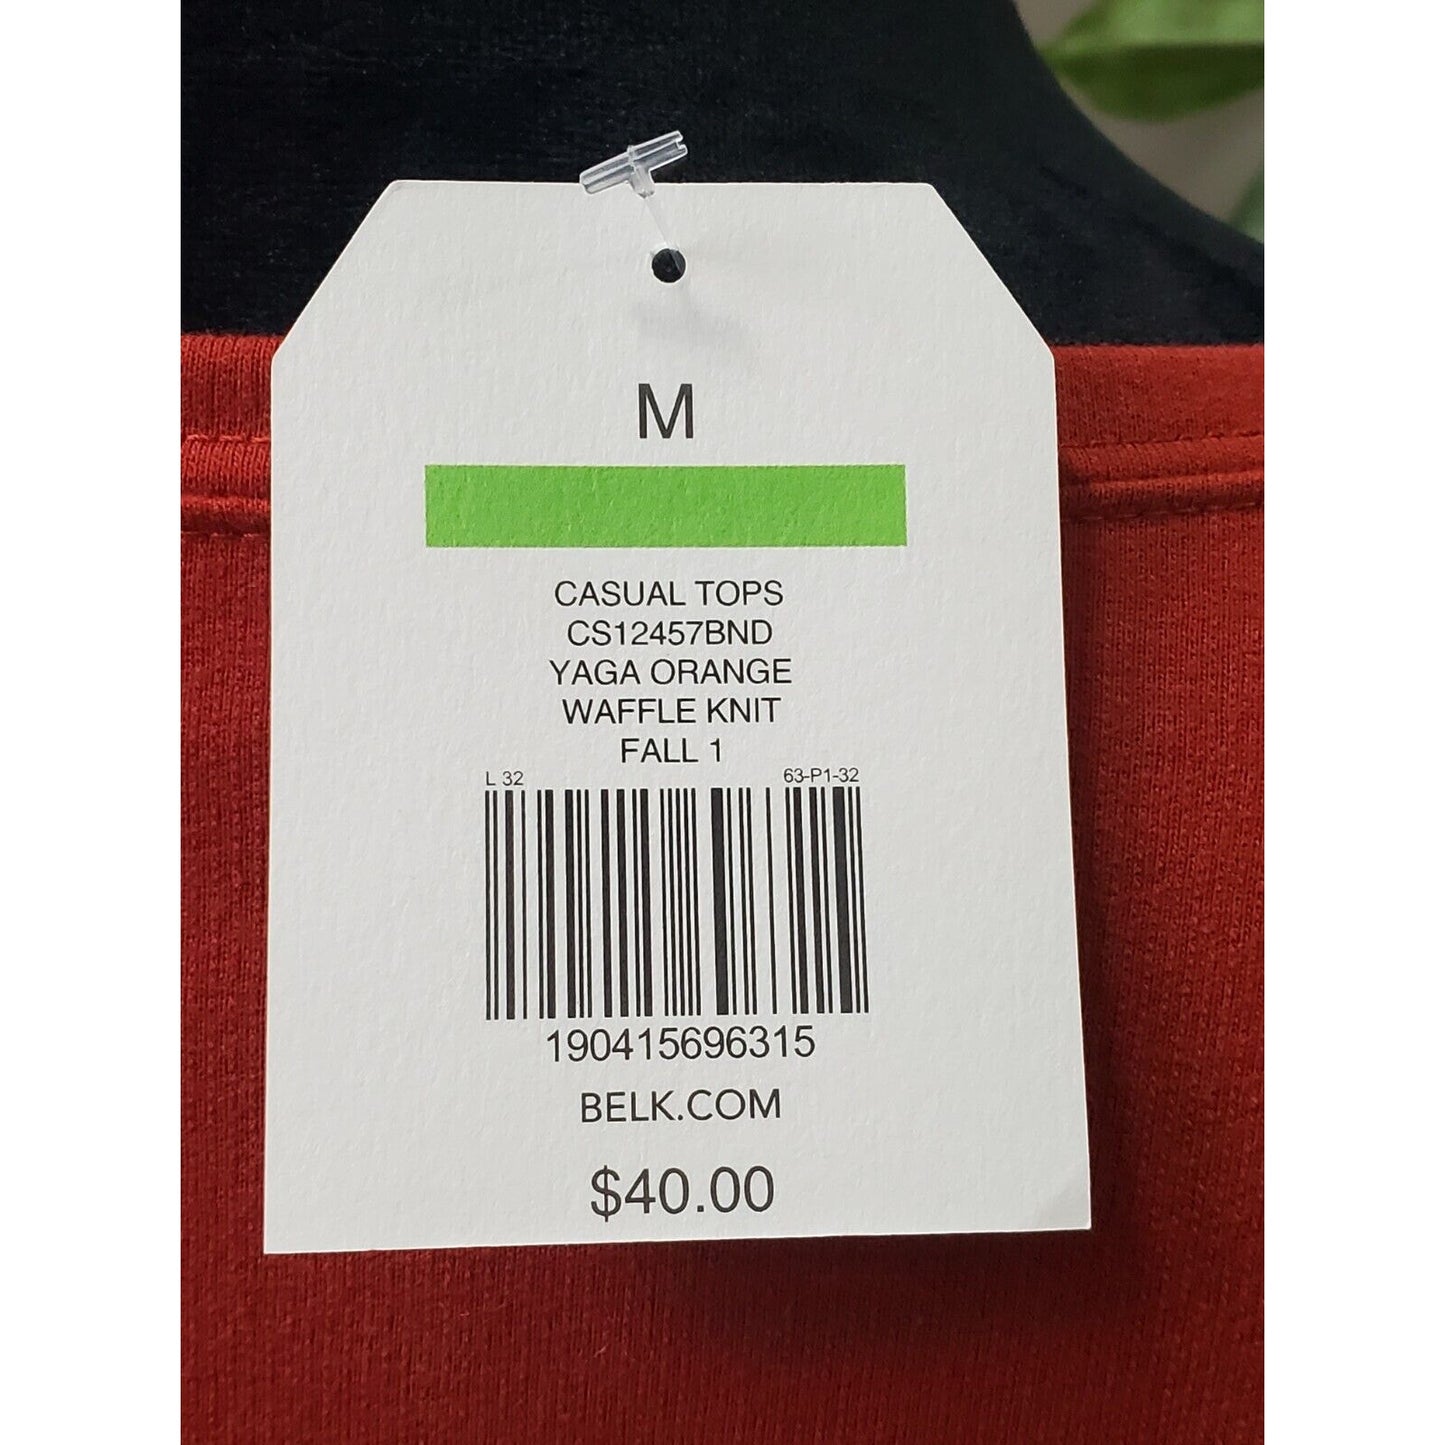 M
CASUAL TOPS
CS12457BND
YAGA ORANGE
WAFFLE KNIT
FALL 1
L 32 63-P1-32
190415696315
BELK.COM
$40.00